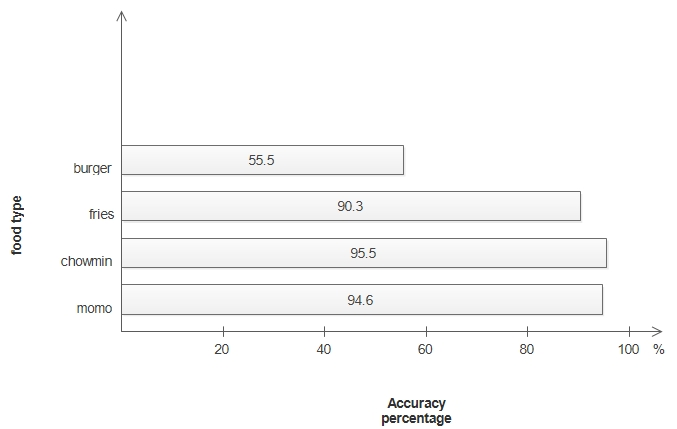 burger
55.5
fries
90.3
chowmin
95.5
momo
94.6
food type
20 40 60 80 100 %
Accuracy
percentage